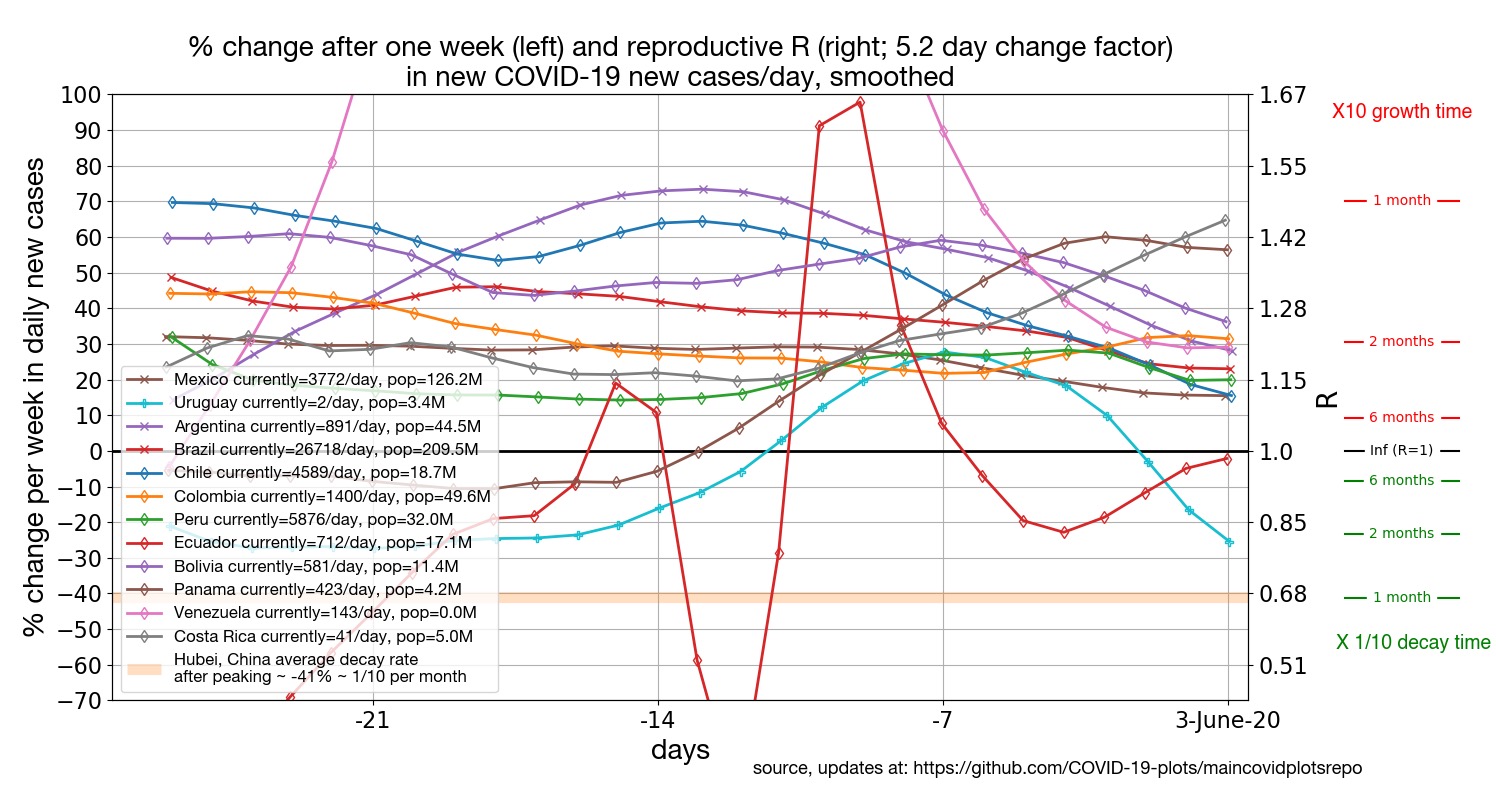 % change after one week (left) and reproductive R (right; 5.2 day change factor)
in new COVID-19 new cases/day, smoothed
% change per week in daily new cases
100
90
80
70
60
50
40
30
20
10
0
−10
−20
−30
−40
−50
−60
−70
Mexico currently=3772/day, pop=126.2M
Uruguay currently=2/day, pop=3.4M
Argentina currently=891/day, pop=44.5M
Brazil currently=26718/day, pop=209.5M
Chile currently=4589/day, pop=18.7M
Colombia currently=1400/day, pop=49.6M
Peru currently=5876/day, pop=32.0M
Ecuador currently=712/day, pop=17.1M
Bolivia currently=581/day, pop=11.4M
Panama currently=423/day, pop=4.2M
Venezuela currently=143/day, pop=0.0M
Costa Rica currently=41/day, pop=5.0M
Hubei, China average decay rate
after peaking ~ -41% ~ 1/10 per month
1.67
1.55
1.42
1.28
1.15
1.0
0.85
0.68
0.51
R
X10 growth time
1 month
2 months
6 months
Inf (R=1)
6 months
2 months
1 month
X 1/10 decay time
-21
-14
-7
3-June-20
days
source, updates at: https://github.com/COVID-19-plots/maincovidplotsrepo